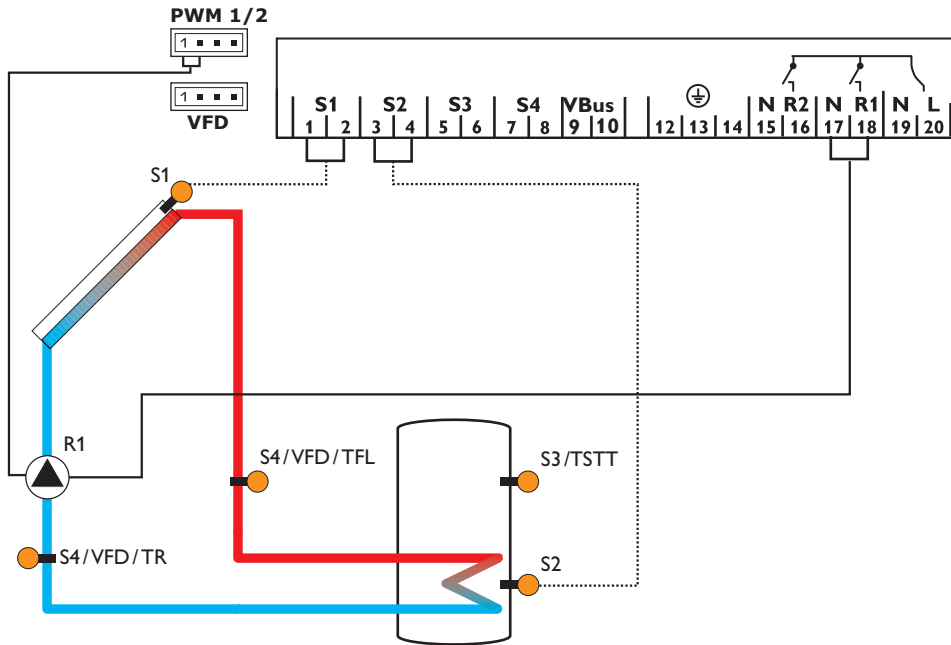 PWM 1/2
1
1
VFD
S1 S2 S3 S4 VBus N R2 N R1 N L
1 2 3 4 5 6 7 8 9 10 12 13 14 15 16 17 18 19 20
S1
R1
S4/VFD/TFL
S3/TSTT
S4/VFD/TR
S2